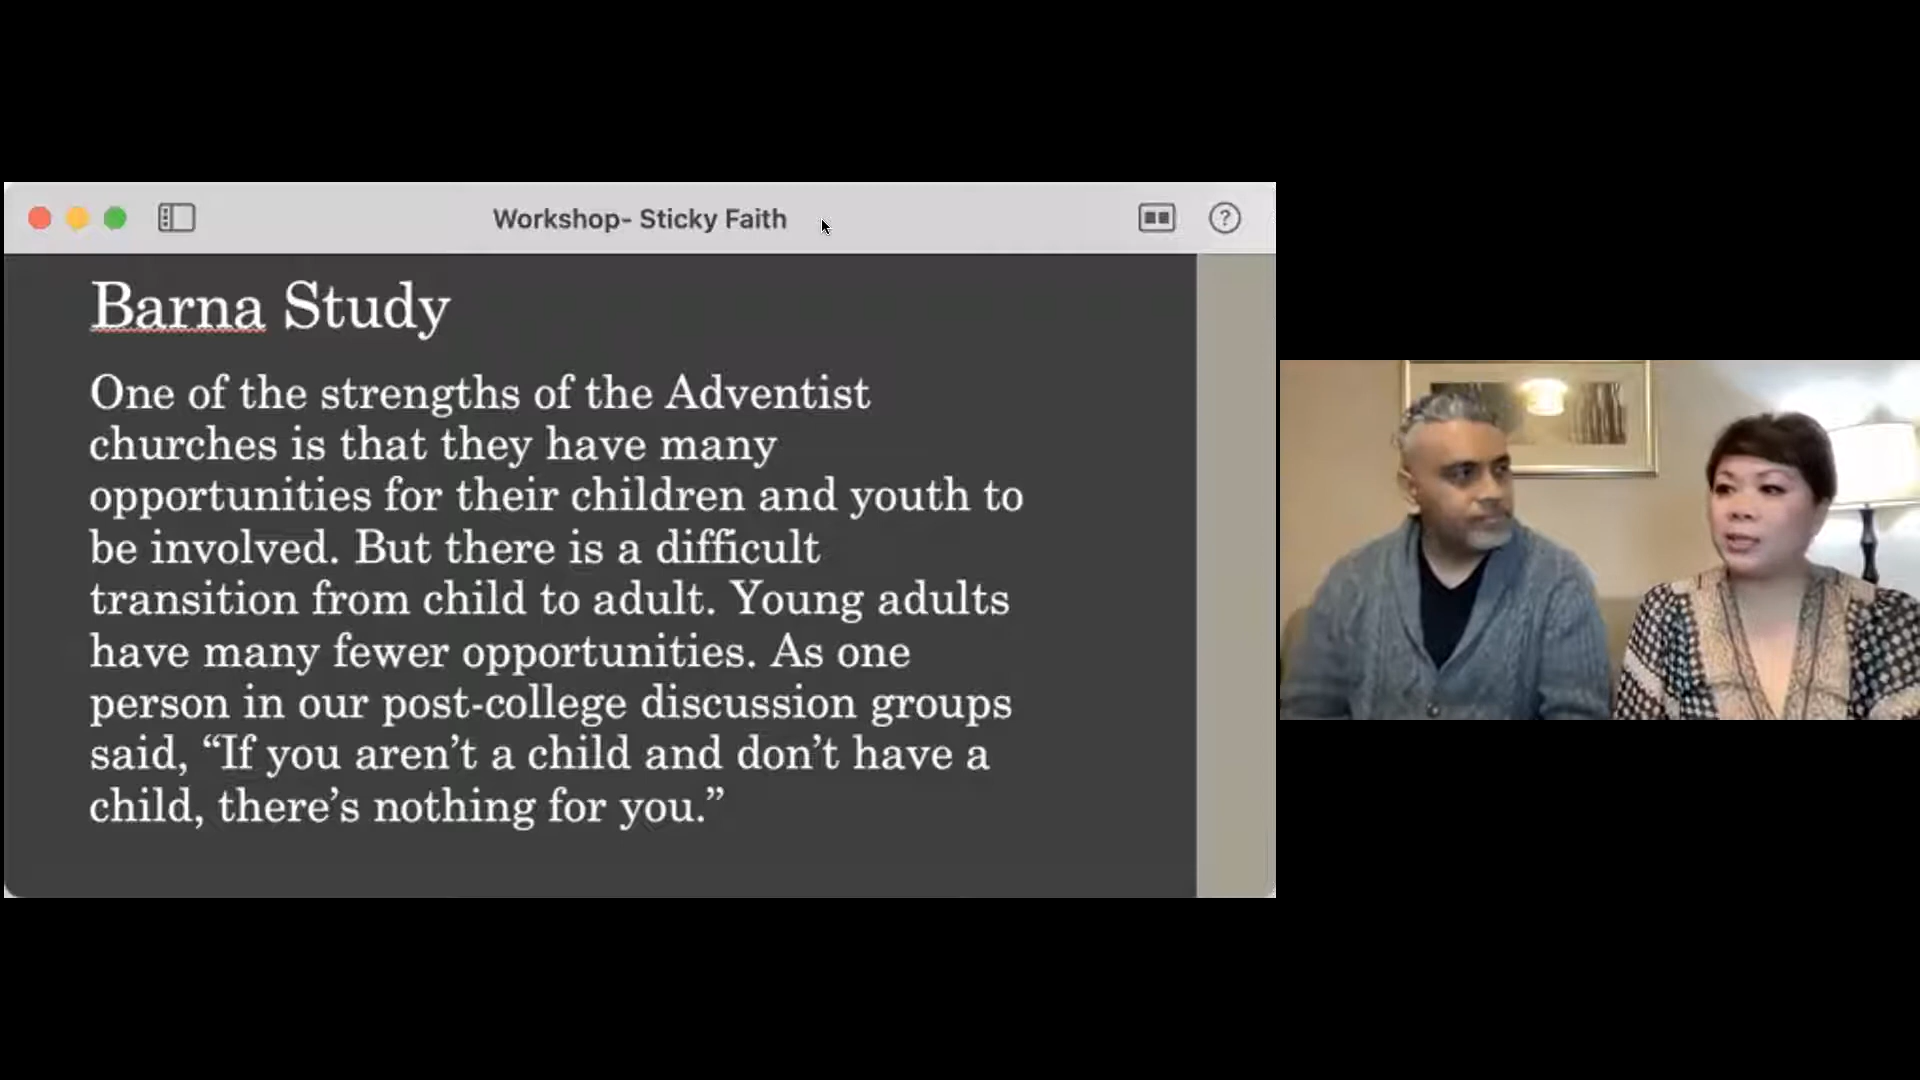 Workshop- Sticky Faith
Barna Study
One of the strengths of the Adventist
churches is that they have many
opportunities for their children and youth to
be involved. But there is a difficult
transition from child to adult. Young adults
have many fewer opportunities. As one
person in our post-college discussion groups
said, “If you aren’t a child and don’t have a
child, there’s nothing for you.”